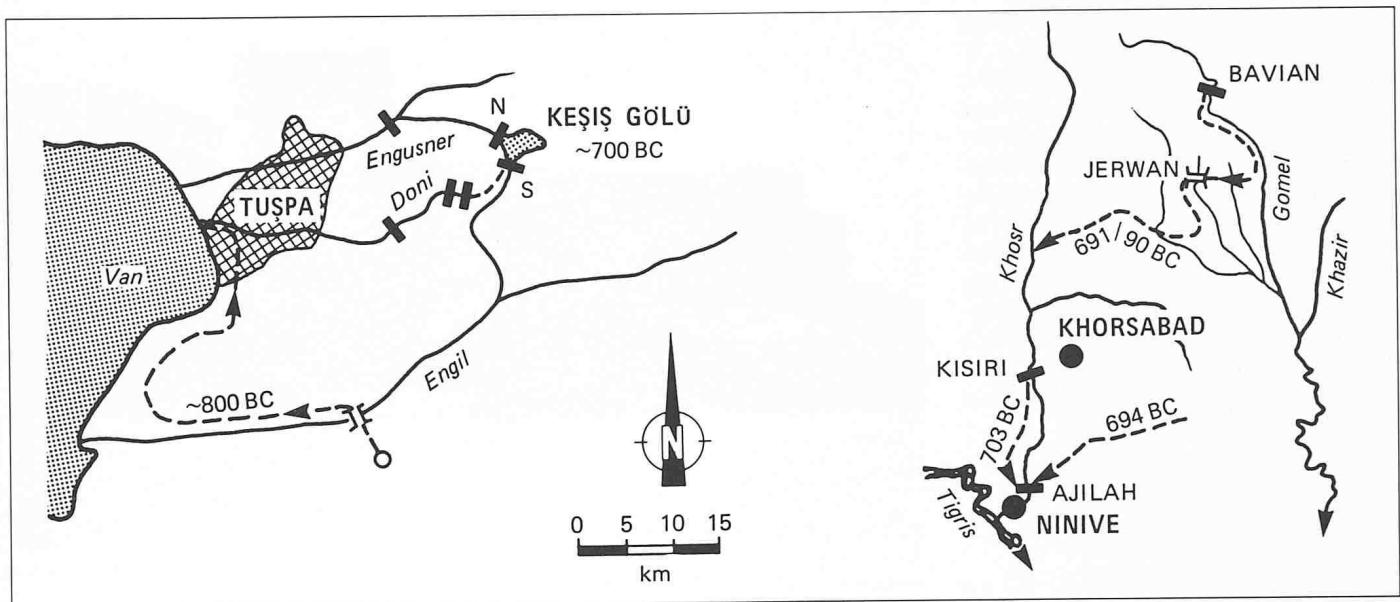 N
KEŞIŞ GÖLÜ
~700 BC
Engusner
S
Doni
TUŞPA
Van
Engil
~800 BC
N
0 5 10 15
km
BAVIAN
JERWAN
Gomel
Khosr
691/90 BC
Khazir
KHORSABAD
KISIRI
703 BC
694 BC
AJILAH
NINIVE
Tigris